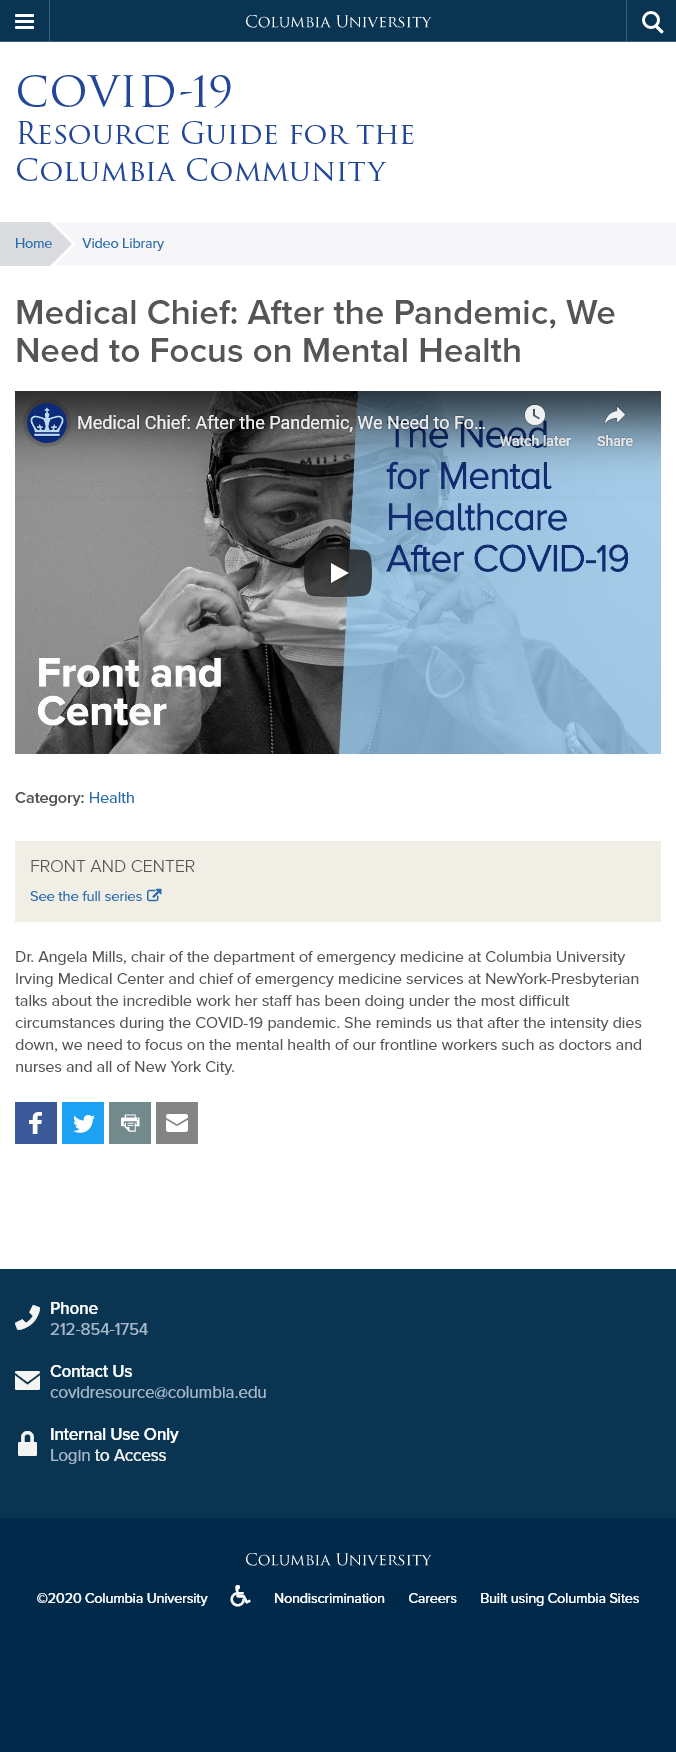 Columbia University
COVID-19
Resource Guide for the
Columbia Community
Home
Video Library
Medical Chief: After the Pandemic, We
Need to Focus on Mental Health
Medical Chief: After the Pandemic, We Need to Fo...
Watch later
Share
MILLS
The Need
for Mental
Healthcare
After COVID-19
Front and
Center
Category: Health
FRONT AND CENTER
See the full series
Dr. Angela Mills, chair of the department of emergency medicine at Columbia University
Irving Medical Center and chief of emergency medicine services at NewYork-Presbyterian
talks about the incredible work her staff has been doing under the most difficult
circumstances during the COVID-19 pandemic. She reminds us that after the intensity dies
down, we need to focus on the mental health of our frontline workers such as doctors and
nurses and all of New York City.
Phone
212-854-1754
Contact Us
covidresource@columbia.edu
Internal Use Only
Login to Access
Columbia University
©2020 Columbia University
Nondiscrimination
Careers
Built using Columbia Sites